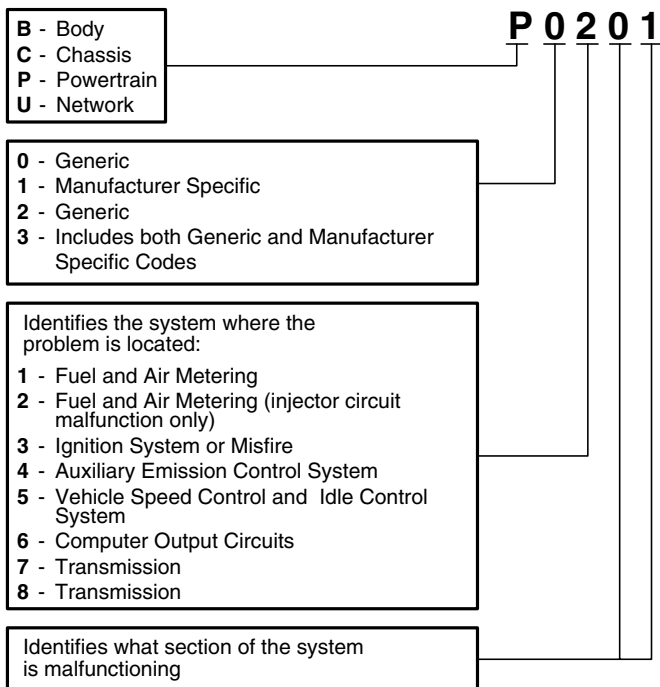 P 0 2 0 1
B - Body
C - Chassis
P - Powertrain
U - Network
0 - Generic
1 - Manufacturer Specific
2 - Generic
3 - Includes both Generic and Manufacturer
Specific Codes
Identifies the system where the
problem is located:
1 - Fuel and Air Metering
2 - Fuel and Air Metering (injector circuit
malfunction only)
3 - Ignition System or Misfire
4 - Auxiliary Emission Control System
5 - Vehicle Speed Control and Idle Control
System
6 - Computer Output Circuits
7 - Transmission
8 - Transmission
Identifies what section of the system
is malfunctioning